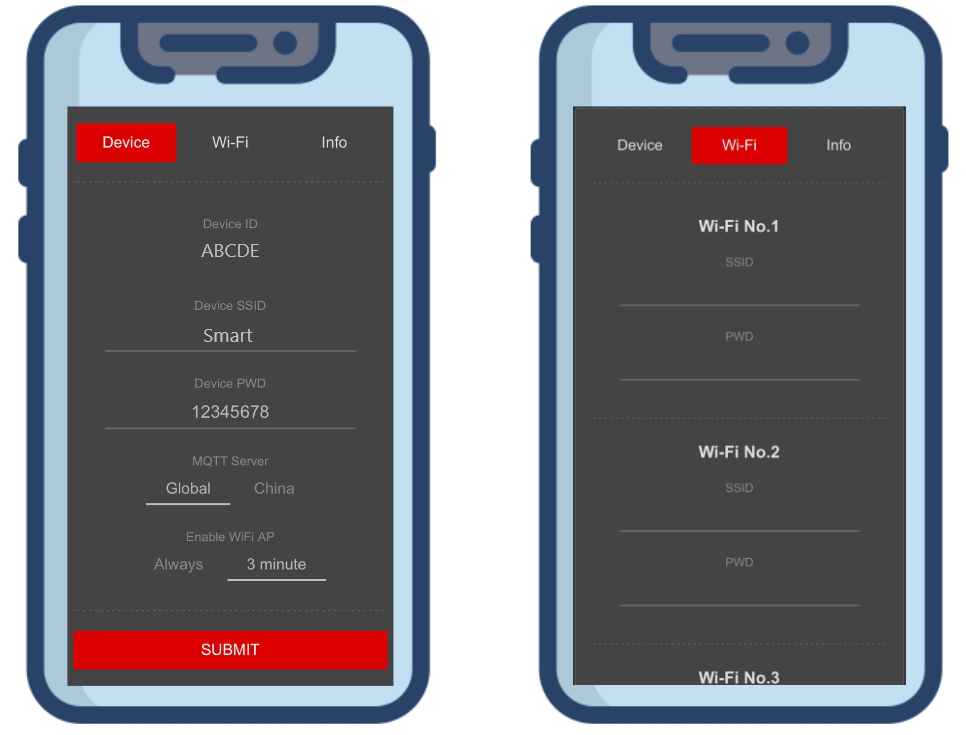 Device Wi-Fi Info
Device ID
ABCDE
Device SSID
Smart
Device PWD
12345678
MQTT Server
Global China
Enable WiFi AP
Always 3 minute
SUBMIT
Device Wi-Fi Info
Wi-Fi No.1
SSID
PWD
Wi-Fi No.2
SSID
PWD
Wi-Fi No.3